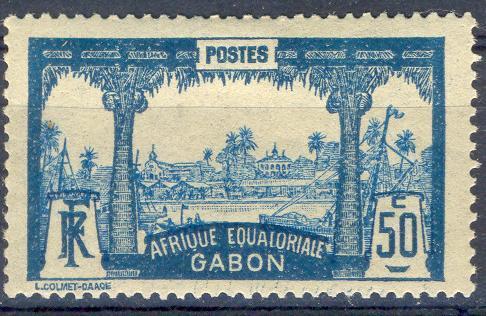 POSTES
RF
C
50
AFRIQUE EQUATORIALE
GABON
L.COLMET-DAAGE